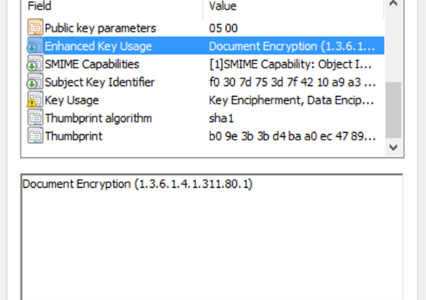 Field Value
Public key parameters 05 00
Enhanced Key Usage Document Encryption (1.3.6.1...
SMIME Capabilities [1]SMIME Capability: Object I...
Subject Key Identifier f0 30 7d 75 3d 7f 42 10 a9 a3 ...
Key Usage Key Encipherment, Data Encip...
Thumbprint algorithm sha1
Thumbprint b0 9e 3b 3b d4 ba a0 ec 47 89...
Document Encryption (1.3.6.1.4.1.311.80.1)